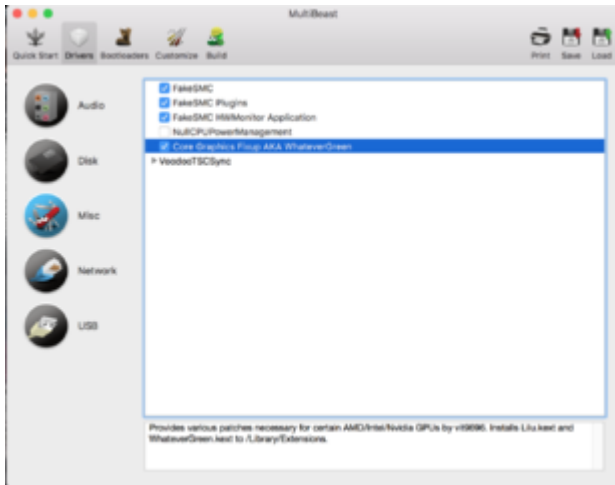 MultiBeast
Quick Start Drivers Bootloaders Customize Build Print Save Load
Audio
Disk
Misc
Network
USB
FakeSMC
FakeSMC Plugins
FakeSMC HWMonitor Application
NullCPUPowerManagement
Core Graphics Fixup AKA WhateverGreen
VoodooTSCSync
Provides various patches necessary for certain AMD/Intel/Nvidia GPUs by vit9696. Installs Lilu.kext and
WhateverGreen.kext to /Library/Extensions.